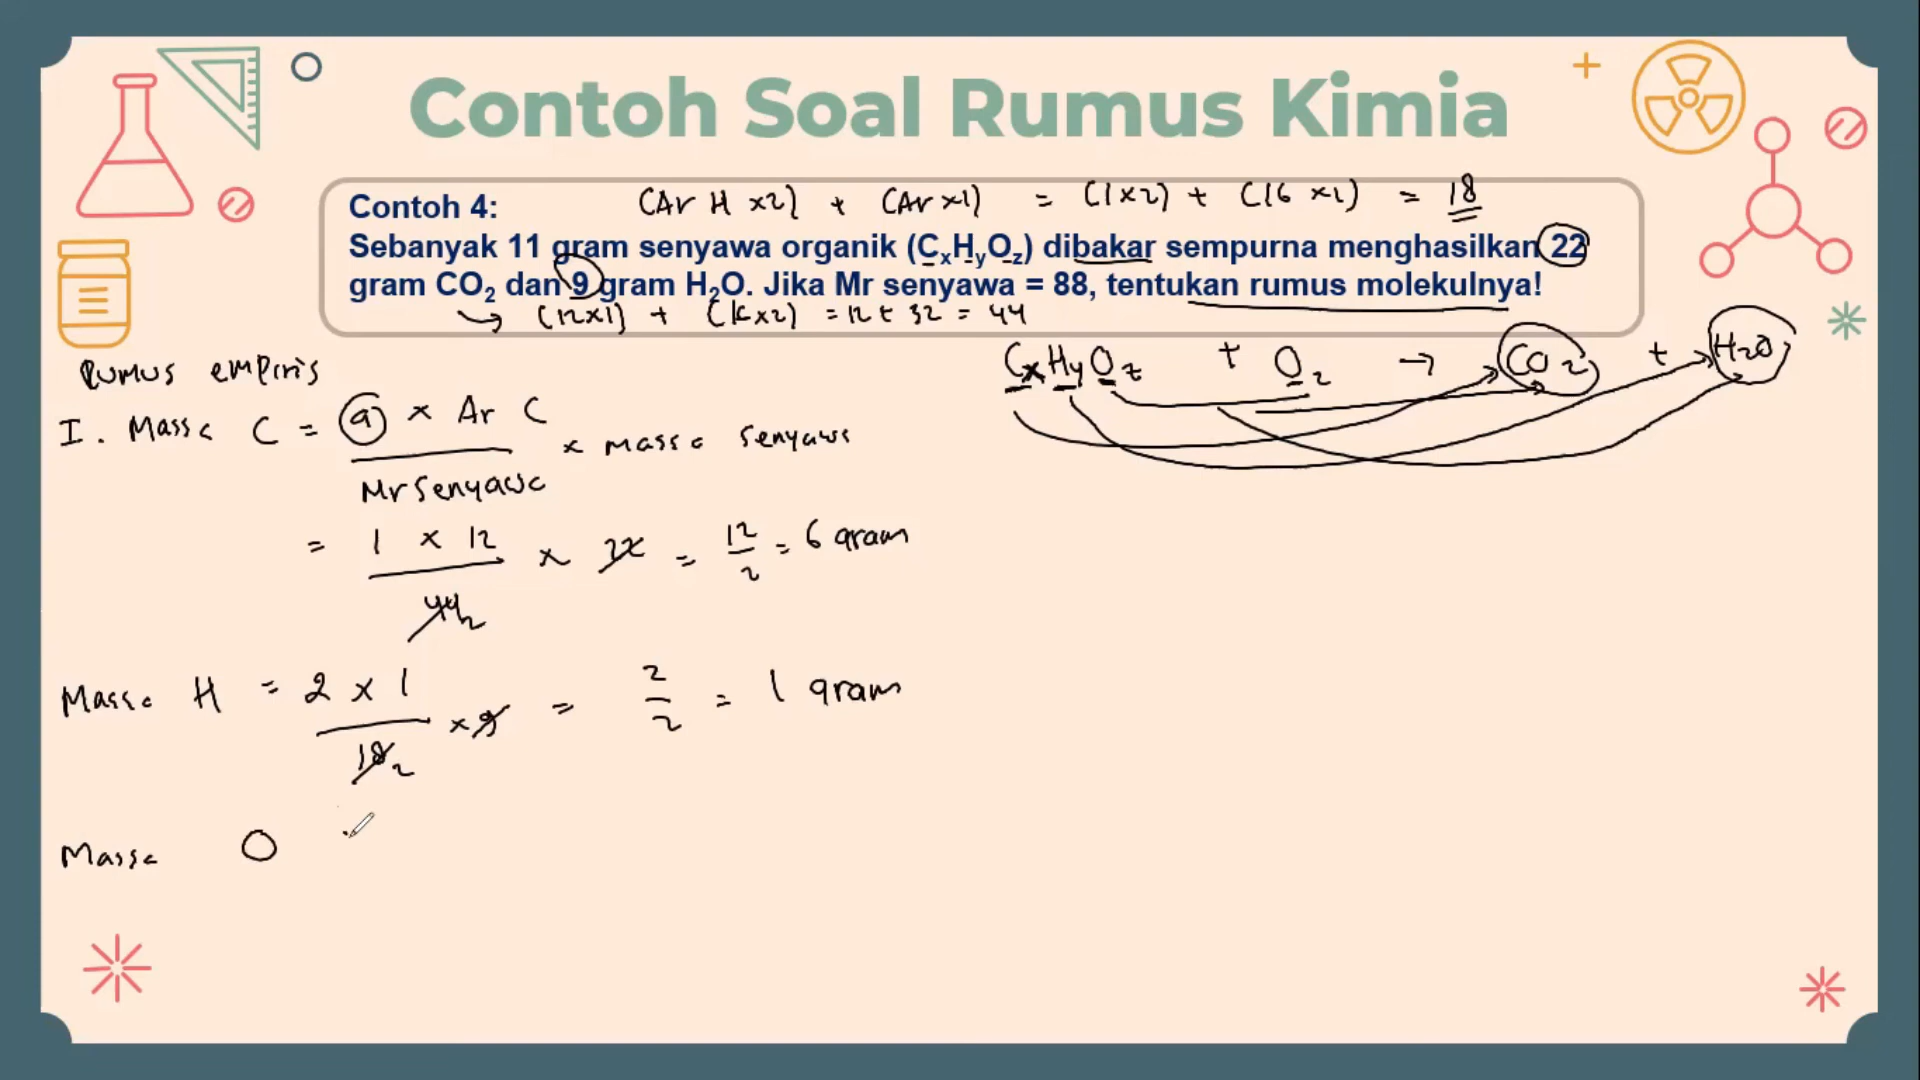 Contoh Soal Rumus Kimia
Contoh 4: (Ar H x2) + (Ar x1) = (1x2) + (16 x1) = 18
Sebanyak 11 gram senyawa organik (CxHyOz) dibakar sempurna menghasilkan 22
gram CO2 dan 9 gram H2O. Jika Mr senyawa = 88, tentukan rumus molekulnya!
→ (12x1) + (16x2) = 12 + 32 = 44
CxHyOz + O2 → CO2 + H2O
Rumus empiris
I. Massa C = a x Ar C / Mr Senyawa x massa senyawa
= 1 x 12 / 44 2 x 22 = 12/2 = 6 gram
Massa H = 2 x 1 / 18 2 x 9 = 2/2 = 1 gram
Massa O